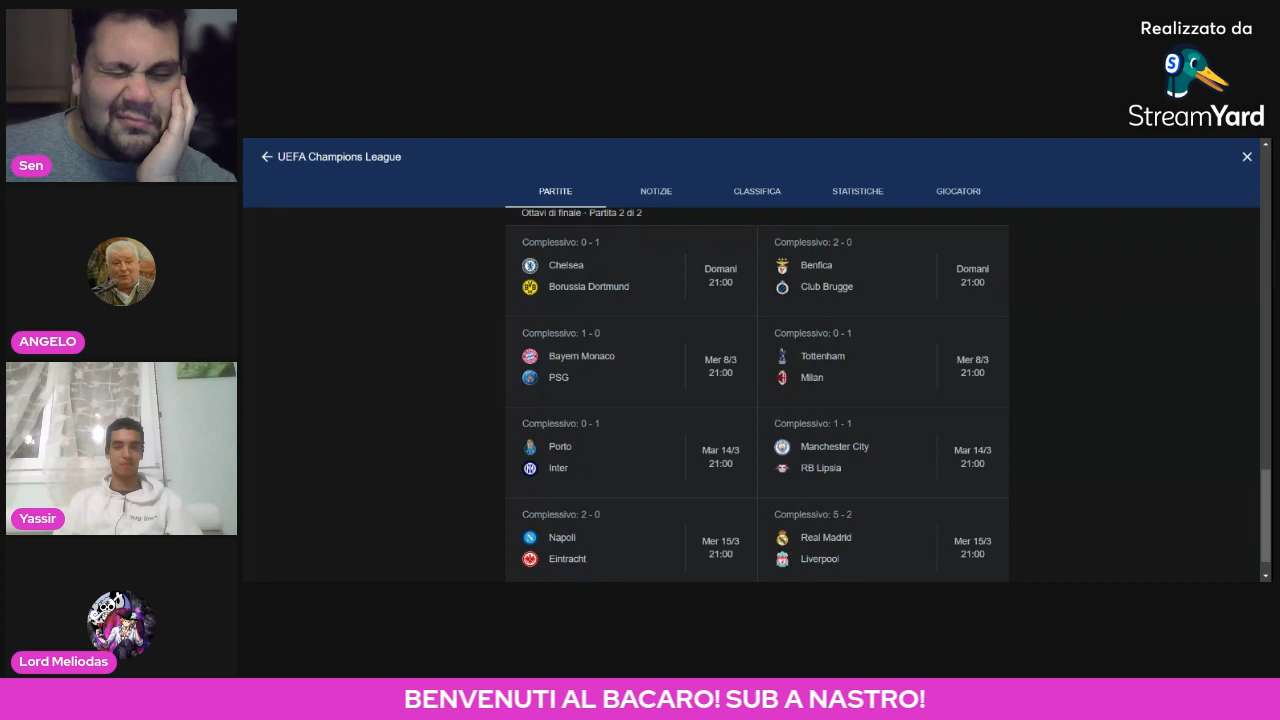 Realizzato da
StreamYard
Sen
ANGELO
Yassir
Lord Meliodas
UEFA Champions League
PARTITE
NOTIZIE
CLASSIFICA
STATISTICHE
GIOCATORI
Ottavi di finale · Partita 2 di 2
Complessivo: 0 - 1
Chelsea
Borussia Dortmund
Domani
21:00
Complessivo: 2 - 0
Benfica
Club Brugge
Domani
21:00
Complessivo: 1 - 0
Bayern Monaco
PSG
Mer 8/3
21:00
Complessivo: 0 - 1
Tottenham
Milan
Mer 8/3
21:00
Complessivo: 0 - 1
Porto
Inter
Mar 14/3
21:00
Complessivo: 1 - 1
Manchester City
RB Lipsia
Mar 14/3
21:00
Complessivo: 2 - 0
Napoli
Eintracht
Mer 15/3
21:00
Complessivo: 5 - 2
Real Madrid
Liverpool
Mer 15/3
21:00
BENVENUTI AL BACARO! SUB A NASTRO!